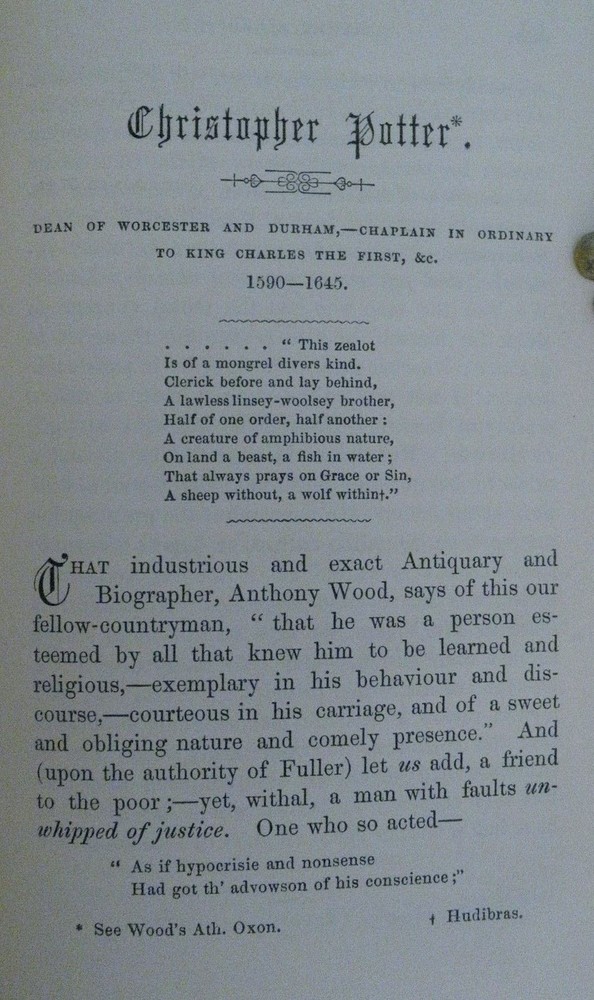 Christopher Potter*.
DEAN OF WORCESTER AND DURHAM,—CHAPLAIN IN ORDINARY
TO KING CHARLES THE FIRST, &c.
1590—1645.
. . . . . . “ This zealot
Is of a mongrel divers kind.
Clerick before and lay behind,
A lawless linsey-woolsey brother,
Half of one order, half another :
A creature of amphibious nature,
On land a beast, a fish in water ;
That always prays on Grace or Sin,
A sheep without, a wolf within†.”
THAT industrious and exact Antiquary and
Biographer, Anthony Wood, says of this our
fellow-countryman, “ that he was a person es-
teemed by all that knew him to be learned and
religious,—exemplary in his behaviour and dis-
course,—courteous in his carriage, and of a sweet
and obliging nature and comely presence.” And
(upon the authority of Fuller) let us add, a friend
to the poor ;—yet, withal, a man with faults un-
whipped of justice. One who so acted—
“ As if hypocrisie and nonsense
Had got th' advowson of his conscience ;”
* See Wood's Ath. Oxon. † Hudibras.